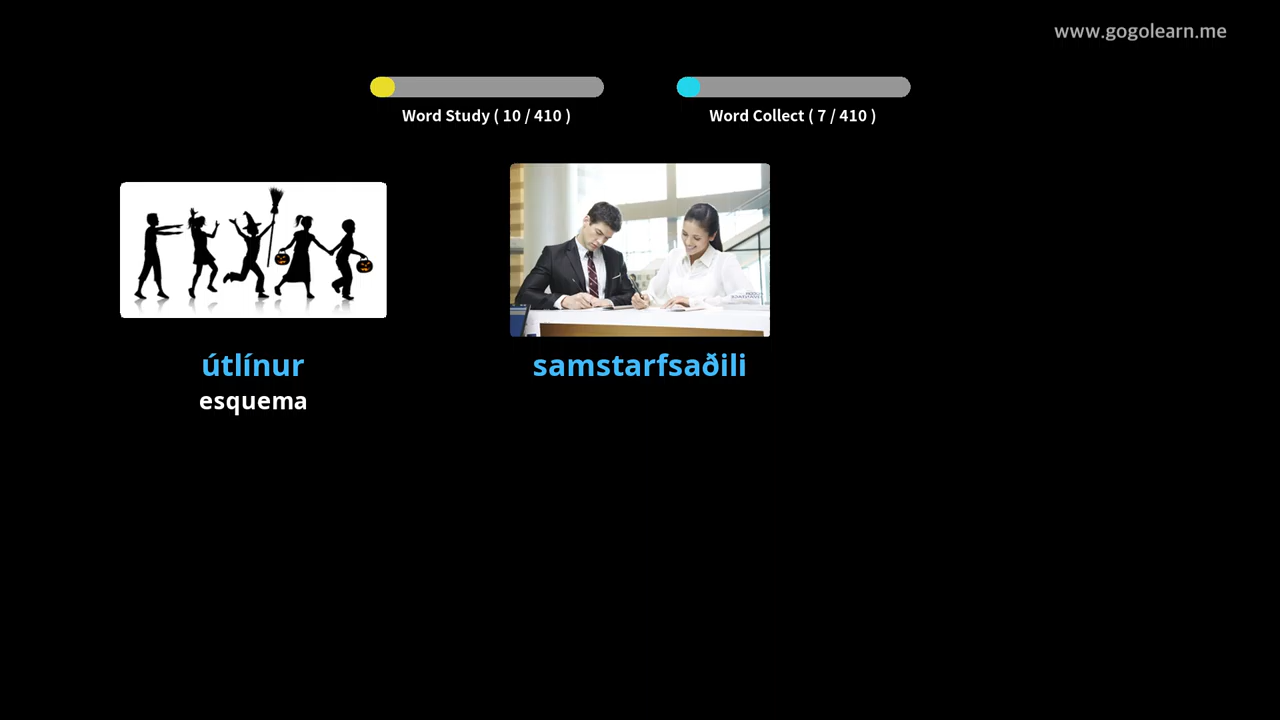 www.gogolearn.me
Word Study ( 10 / 410 )
Word Collect ( 7 / 410 )
útlínur
esquema
samstarfsaðili